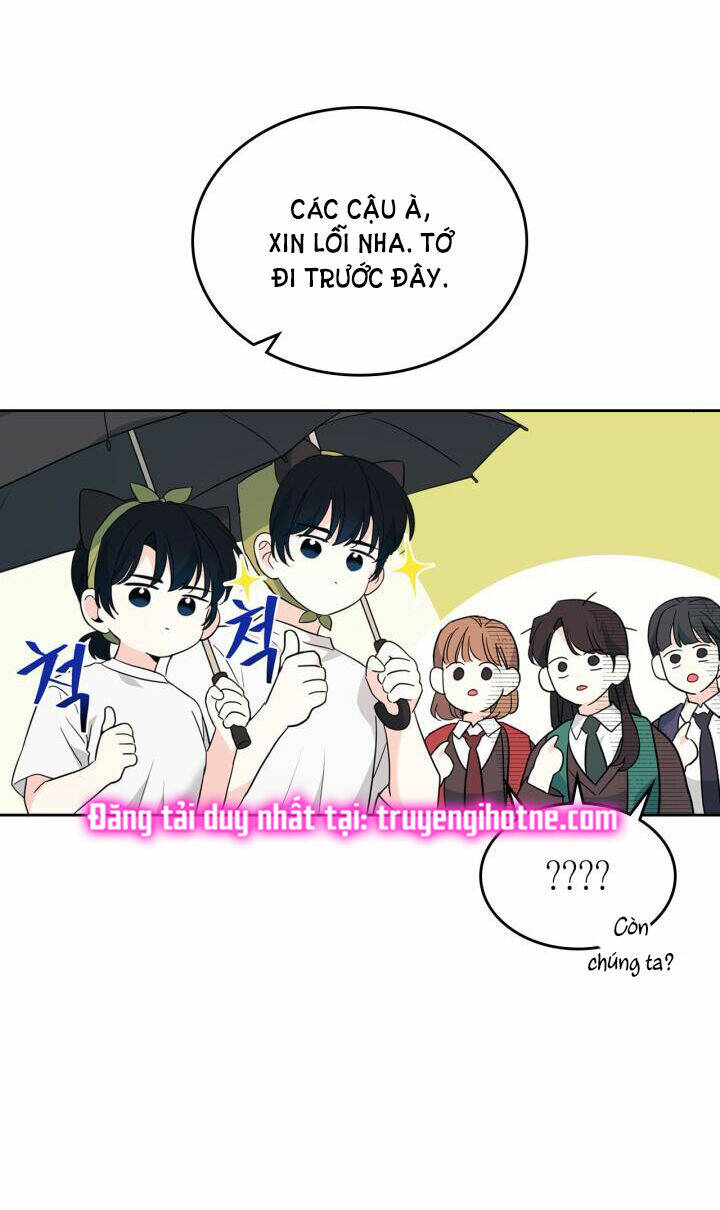 CÁC CẬU À,
XIN LỖI NHA. TỚ
ĐI TRƯỚC ĐÂY.
척
척
Đăng tải duy nhất tại: truyengihotne.com
????
Còn
chúng ta?